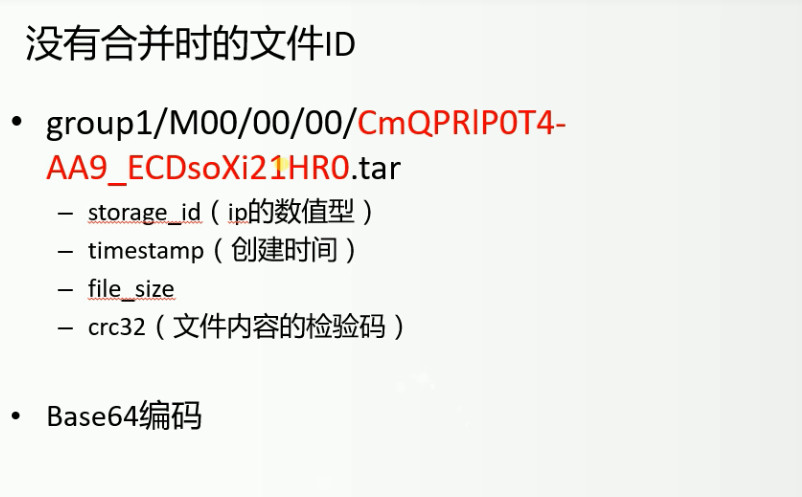 没有合并时的文件ID
• group1/M00/00/00/CmQPRlP0T4-
AA9_ECDsoXi21HR0.tar
– storage_id（ip的数值型）
– timestamp（创建时间）
– file_size
– crc32（文件内容的检验码）
• Base64编码